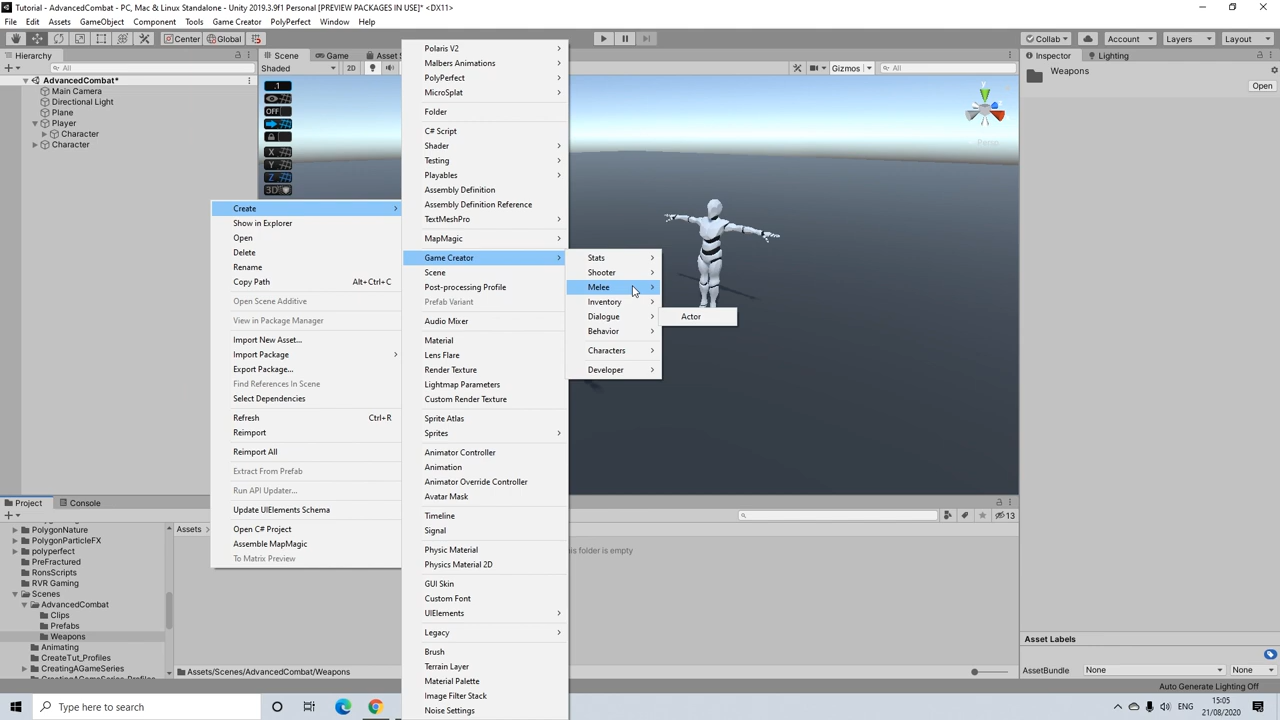 Tutorial - AdvancedCombat - PC, Mac & Linux Standalone - Unity 2019.3.9f1 Personal [PREVIEW PACKAGES IN USE]* <DX11>
File Edit Assets GameObject Component Tools Game Creator PolyPerfect Window Help
Center Global Collab Account Layers Layout
Hierarchy
All
AdvancedCombat*
Main Camera
Directional Light
Plane
Player
Character
Character
Scene Game Asset S
Shaded 2D Gizmos All
.1
OFF
X
Y
Z
3D
y
Persp
Inspector Lighting
Weapons
Open
Create
Show in Explorer
Open
Delete
Rename
Copy Path Alt+Ctrl+C
Open Scene Additive
View in Package Manager
Import New Asset...
Import Package
Export Package...
Find References In Scene
Select Dependencies
Refresh Ctrl+R
Reimport
Reimport All
Extract From Prefab
Run API Updater...
Update UIElements Schema
Open C# Project
Assemble MapMagic
To Matrix Preview
Polaris V2
Malbers Animations
PolyPerfect
MicroSplat
Folder
C# Script
Shader
Testing
Playables
Assembly Definition
Assembly Definition Reference
TextMeshPro
MapMagic
Game Creator
Scene
Post-processing Profile
Prefab Variant
Audio Mixer
Material
Lens Flare
Render Texture
Lightmap Parameters
Custom Render Texture
Sprite Atlas
Sprites
Animator Controller
Animation
Animator Override Controller
Avatar Mask
Timeline
Signal
Physic Material
Physics Material 2D
GUI Skin
Custom Font
UIElements
Legacy
Brush
Terrain Layer
Material Palette
Image Filter Stack
Noise Settings
Stats
Shooter
Melee
Inventory
Dialogue
Behavior
Characters
Developer
Actor
Project Console
13
PolygonNature
PolygonParticleFX
polyperfect
PreFractured
RonsScripts
RVR Gaming
Scenes
AdvancedCombat
Clips
Prefabs
Weapons
Animating
CreateTut_Profiles
CreatingAGameSeries
Assets
his folder is empty
Assets/Scenes/AdvancedCombat/Weapons
Asset Labels
AssetBundle None None
Auto Generate Lighting Off
Type here to search
15:05
21/08/2020